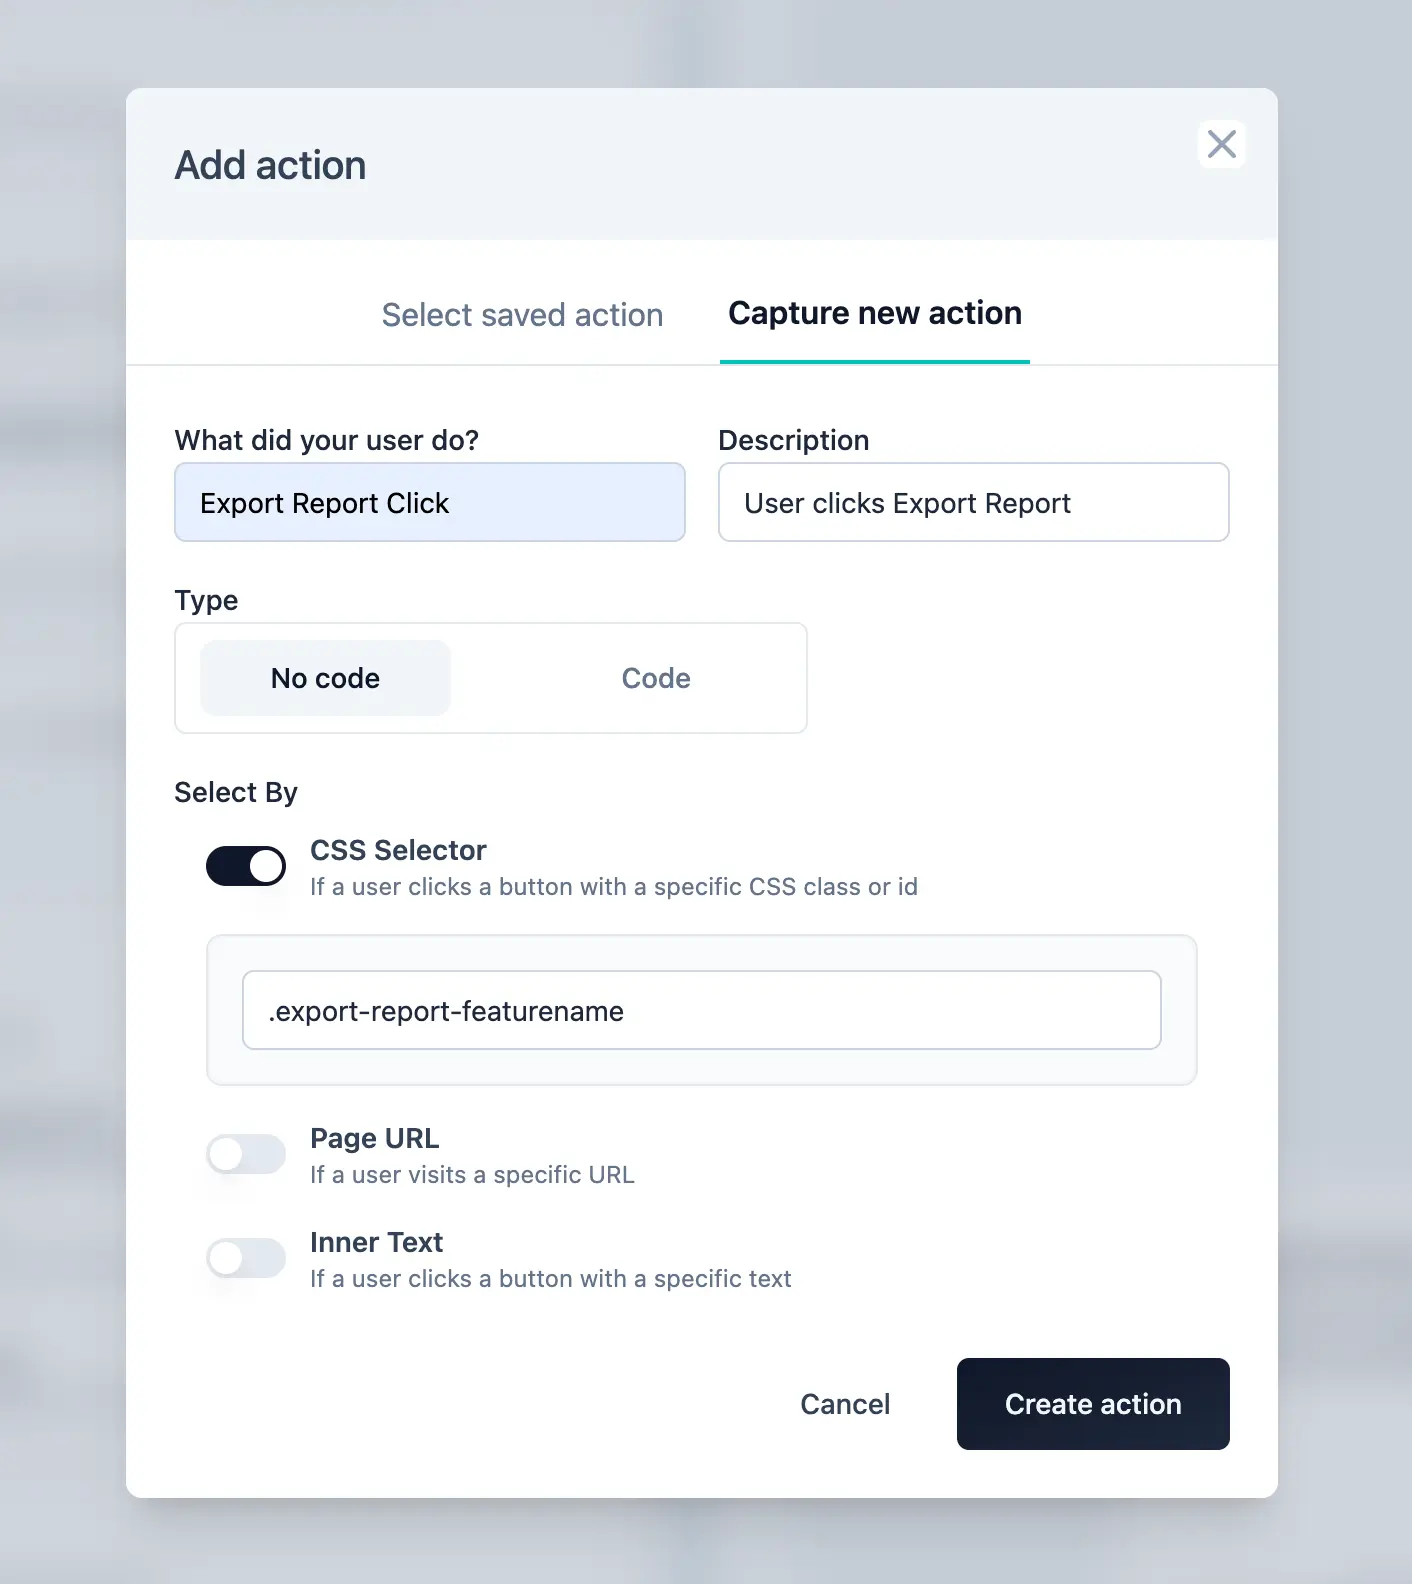 Add action
Select saved action
Capture new action
What did your user do?
Description
Export Report Click
User clicks Export Report
Type
No code
Code
Select By
CSS Selector
If a user clicks a button with a specific CSS class or id
.export-report-featurename
Page URL
If a user visits a specific URL
Inner Text
If a user clicks a button with a specific text
Cancel
Create action